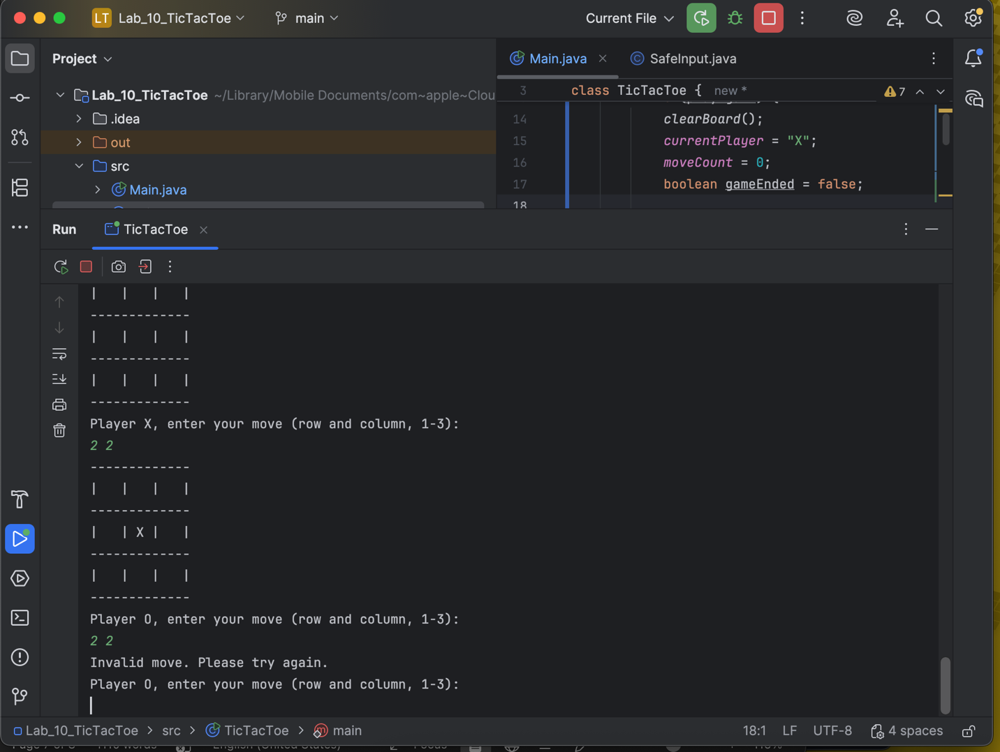 LT Lab_10_TicTacToe main Current File
Project
Main.java SafeInput.java
Lab_10_TicTacToe ~/Library/Mobile Documents/com~apple~Clou
.idea
out
src
Main.java
3 class TicTacToe { new * 7
14 clearBoard();
15 currentPlayer = "X";
16 moveCount = 0;
17 boolean gameEnded = false;
18
Run TicTacToe
|   |   |   |
-------------
|   |   |   |
-------------
|   |   |   |
-------------
Player X, enter your move (row and column, 1-3):
2 2
-------------
|   |   |   |
-------------
|   | X |   |
-------------
|   |   |   |
-------------
Player O, enter your move (row and column, 1-3):
2 2
Invalid move. Please try again.
Player O, enter your move (row and column, 1-3):
Lab_10_TicTacToe > src > TicTacToe > main 18:1 LF UTF-8 4 spaces